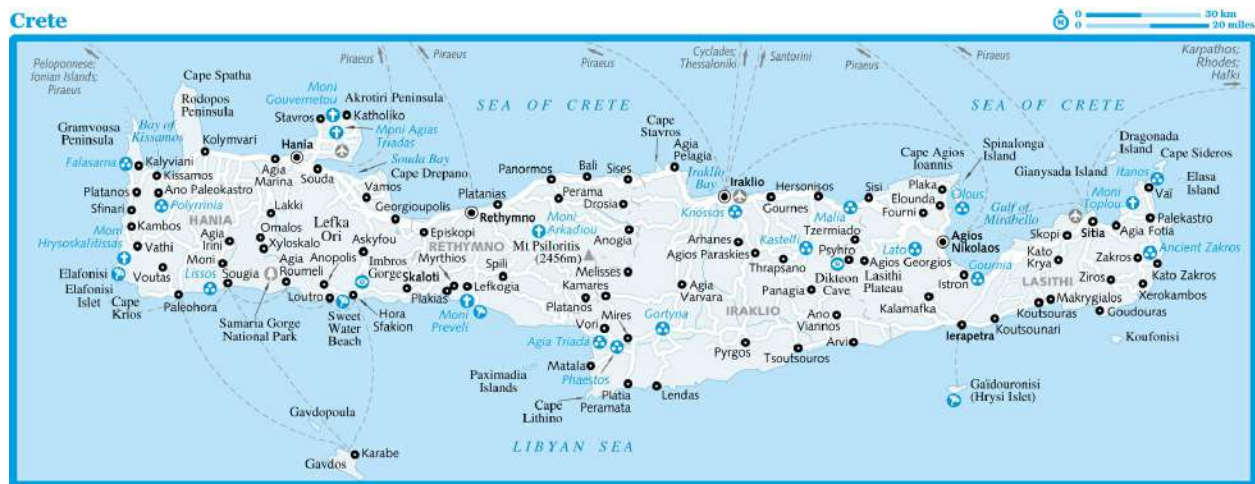 Crete
N
0 30 km
0 20 miles
Peloponnese;
Ionian Islands;
Piraeus
Piraeus
Piraeus
Piraeus
Cyclades;
Thessaloniki
Santorini
Piraeus
Piraeus
Karpathos;
Rhodes;
Halki
SEA OF CRETE
SEA OF CRETE
LIBYAN SEA
Cape Spatha
Rodopos
Peninsula
Gramvousa
Peninsula
Bay of
Kissamos
Kolymvari
Moni
Gouvernetou
Akrotiri Peninsula
Stavros
Katholiko
Moni Agias
Triadas
Hania
Souda Bay
Cape Drepano
Agia
Marina
Souda
Falasarna
Kalyviani
Kissamos
Platanos
Ano Paleokastro
Sfinari
Polyrrinia
HANIA
Kambos
Moni
Hrysoskalitissas
Vathi
Elafonisi
Elafonisi
Islet
Voutas
Cape
Krios
Paleohora
Lakki
Omalos
Xyloskalo
Agia
Irini
Moni
Lissos
Sougia
Agia
Roumeli
Samaria Gorge
National Park
Lefka
Ori
Anopolis
Loutro
Sweet
Water
Beach
Hora
Sfakion
Imbros
Gorge
Askyfou
Vamos
Georgioupolis
Episkopi
Platanias
Rethymno
RETHYMNO
Myrthios
Skaloti
Plakias
Moni
Preveli
Lefkogia
Spili
Panormos
Bali
Sises
Perama
Drosia
Moni
Arkadiou
Mt Psiloritis
(2456m)
Anogia
Melisses
Kamares
Platanos
Vori
Mires
Agia Triada
Phaestos
Matala
Paximadia
Islands
Cape
Lithino
Platia
Peramata
Lendas
Gavdopoula
Gavdos
Karabe
Cape
Stavros
Agia
Pelagia
Iraklio
Bay
Iraklio
Knossos
Gournes
Hersonisos
Malia
Sisi
Arhanes
Agios Paraskies
Kastell
Tzermiado
Psyhro
Thrapsano
Dikteon
Cave
Lasithi
Plateau
Agios Georgios
Agia
Varvara
Gortyna
IRAKLIO
Panagia
Ano
Viannos
Pyrgos
Tsoutsouros
Arvi
Cape Agios
Ioannis
Spinalonga
Island
Plaka
Elounda
Fourni
Olous
Lato
Agios
Nikolaos
Gulf of
Mirabello
Gournia
Istron
Kalamafka
Ierapetra
Gaïdouronisi
(Hrysi Islet)
Gianysada Island
Dragonada
Island
Cape Sideros
Itanos
Elasa
Island
Moni
Toplou
Vaï
Palekastro
Skopi
Sitia
Agia Fotia
Kato
Krya
Zakros
Ancient Zakros
Kato Zakros
Ziros
LASITHI
Xerokambos
Makrygialos
Koutsouras
Goudouras
Koutsounari
Koufonisi